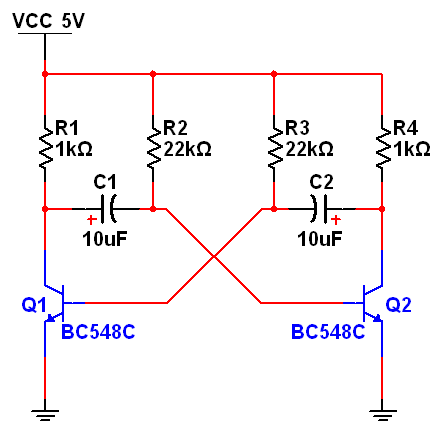 VCC 5V
R1
1kΩ
R2
22kΩ
R3
22kΩ
R4
1kΩ
C1
+
10uF
C2
+
10uF
Q1
BC548C
Q2
BC548C